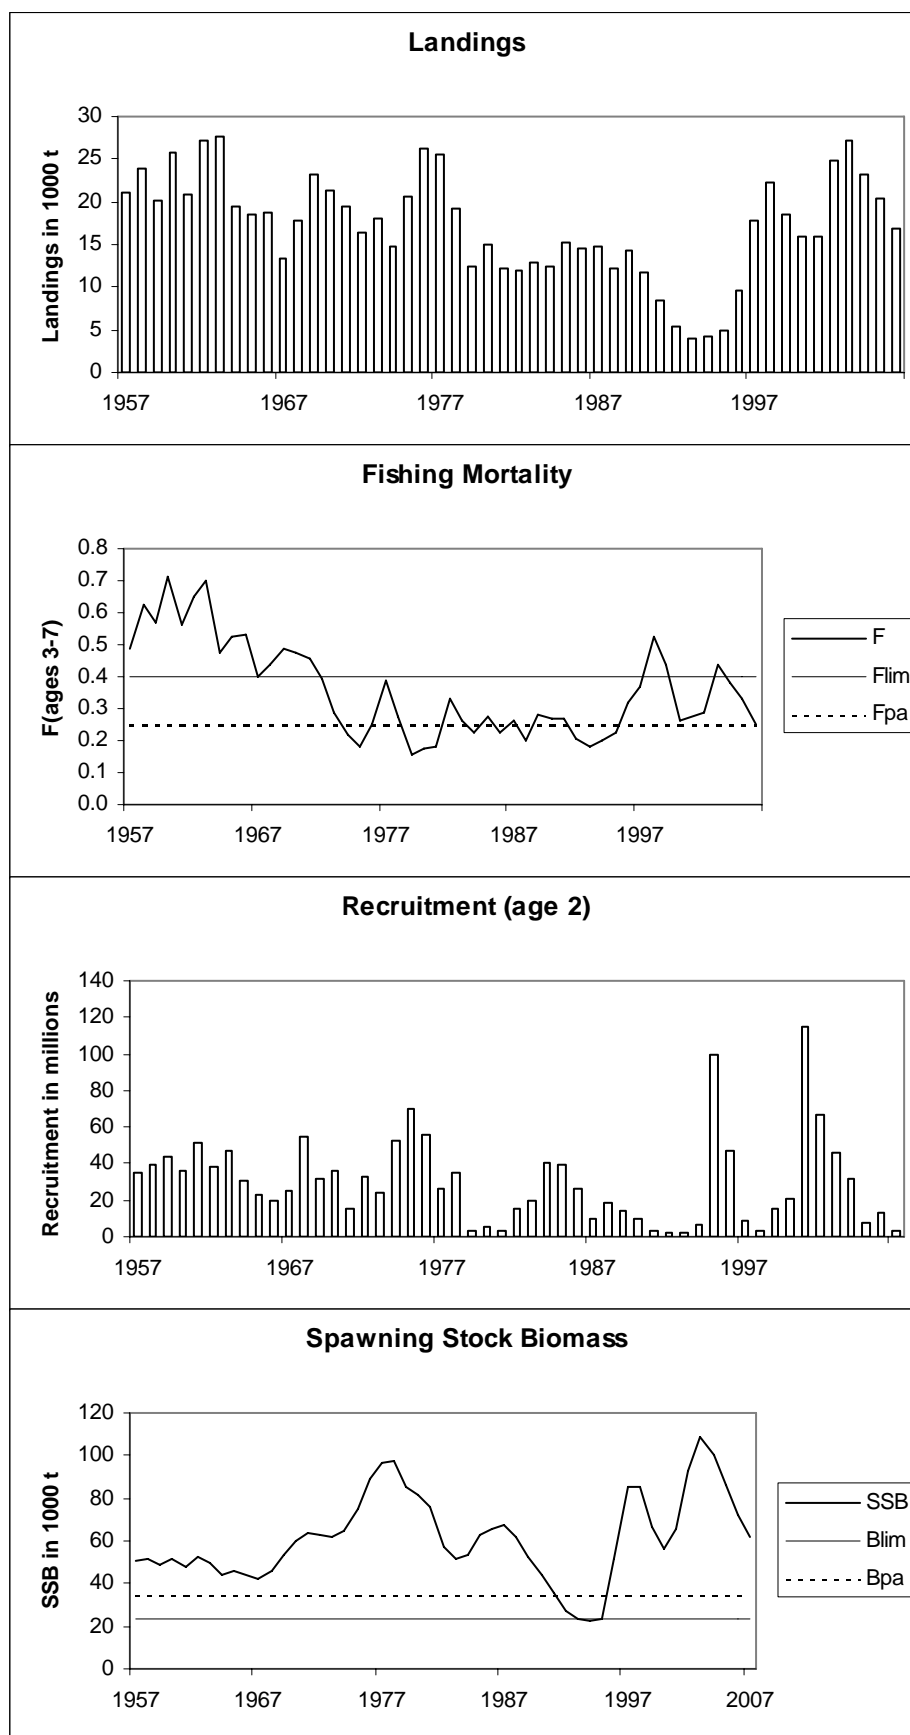 Landings
Landings in 1000 t
30
25
20
15
10
5
0
1957 1967 1977 1987 1997
Fishing Mortality
F(ages 3-7)
0.8
0.7
0.6
0.5
0.4
0.3
0.2
0.1
0.0
1957 1967 1977 1987 1997
F
Flim
Fpa
Recruitment (age 2)
Recruitment in millions
140
120
100
80
60
40
20
0
1957 1967 1977 1987 1997
Spawning Stock Biomass
SSB in 1000 t
120
100
80
60
40
20
0
1957 1967 1977 1987 1997 2007
SSB
Blim
Bpa